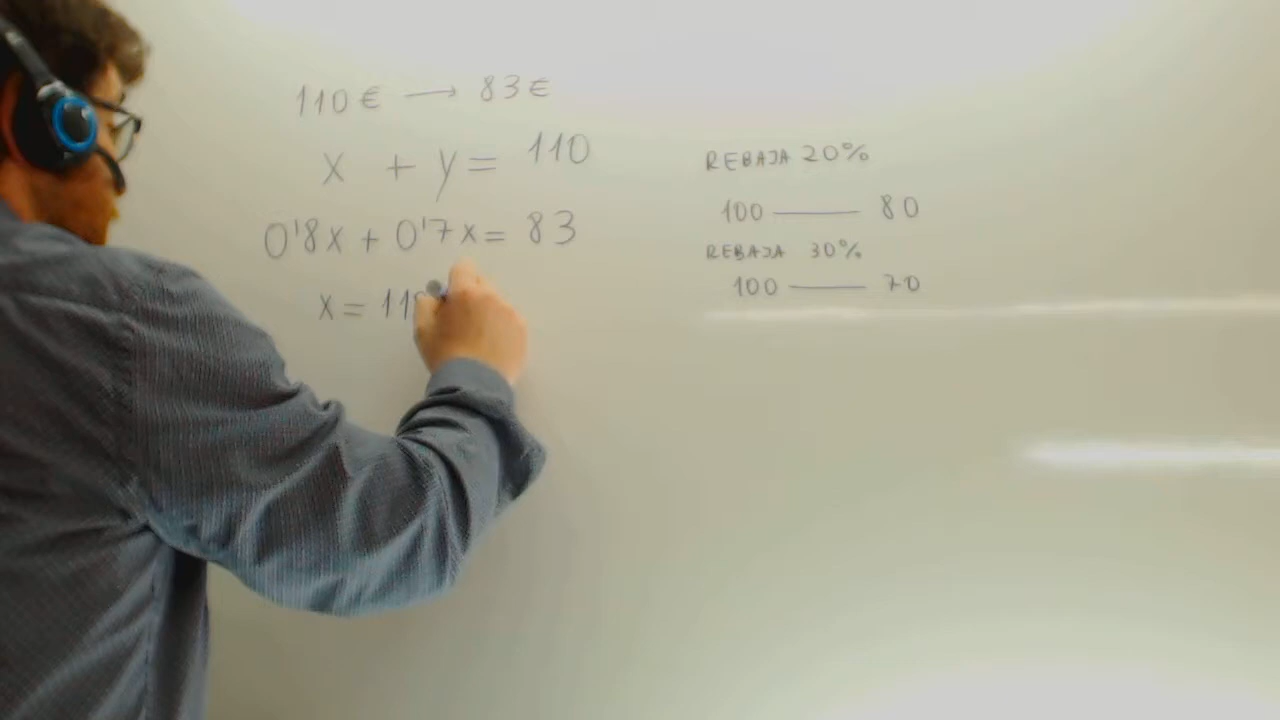 110 € → 83 €
x + y = 110
0'8x + 0'7x = 83
x = 11
REBAJA 20%
100 —— 80
REBAJA 30%
100 —— 70